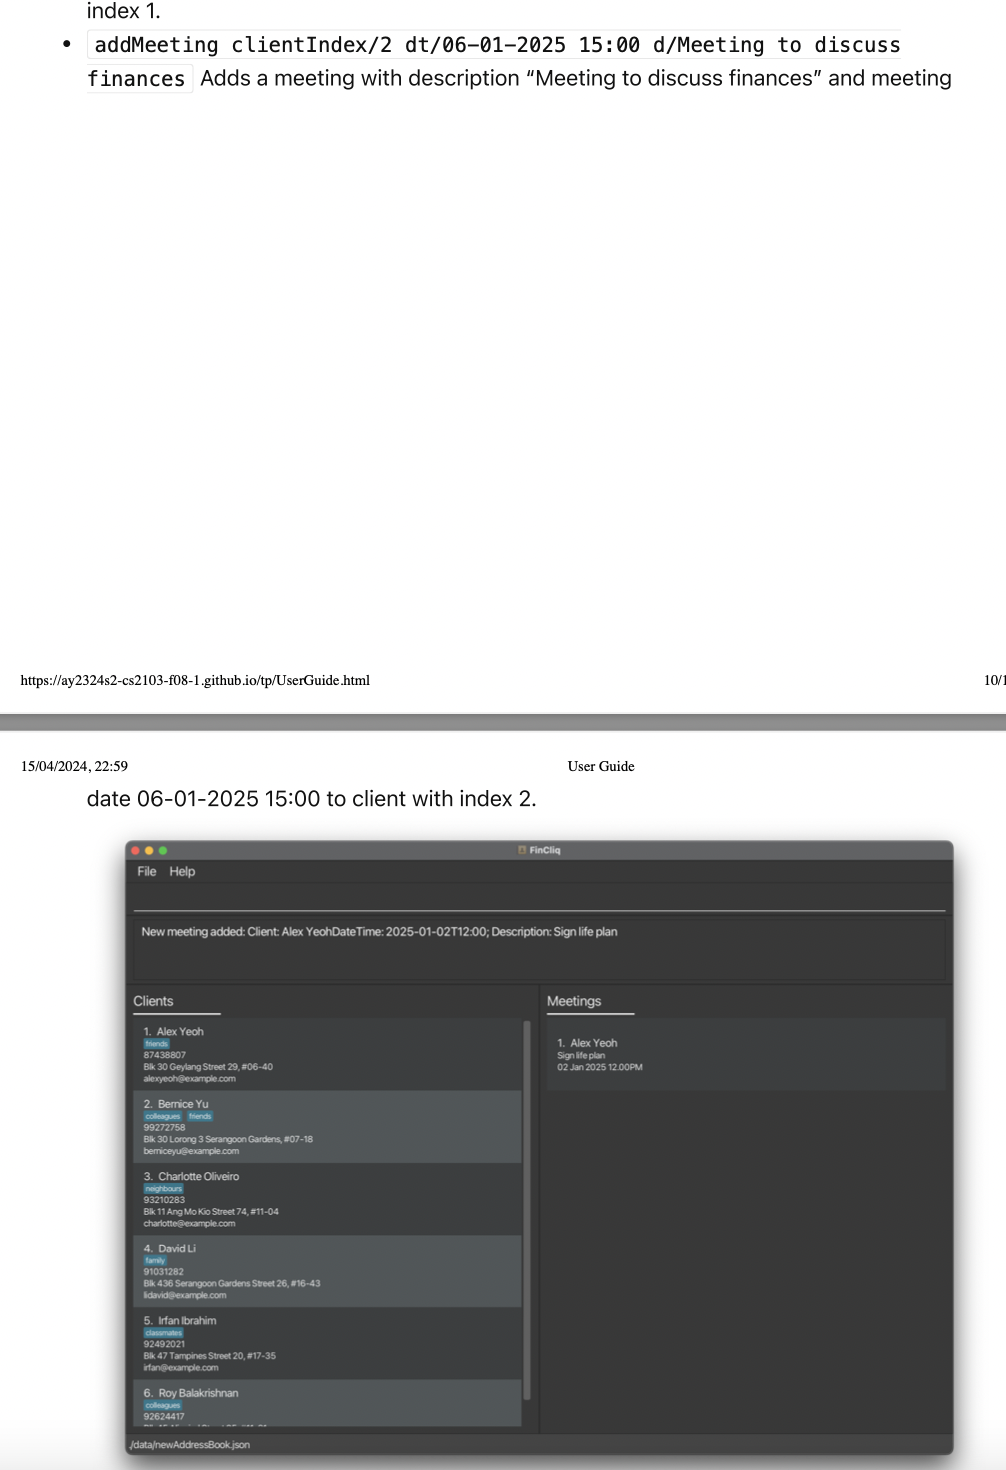 index 1.
• addMeeting clientIndex/2 dt/06-01-2025 15:00 d/Meeting to discuss
finances Adds a meeting with description “Meeting to discuss finances” and meeting
https://ay2324s2-cs2103-f08-1.github.io/tp/UserGuide.html
10/1
15/04/2024, 22:59
User Guide
date 06-01-2025 15:00 to client with index 2.
FinCliq
File Help
New meeting added: Client: Alex YeohDateTime: 2025-01-02T12:00; Description: Sign life plan
Clients
1. Alex Yeoh
friends
87438807
Blk 30 Geylang Street 29, #06-40
alexyeoh@example.com
2. Bernice Yu
colleagues friends
99272758
Blk 30 Lorong 3 Serangoon Gardens, #07-18
berniceyu@example.com
3. Charlotte Oliveiro
neighbours
93210283
Blk 11 Ang Mo Kio Street 74, #11-04
charlotte@example.com
4. David Li
family
91031282
Blk 436 Serangoon Gardens Street 26, #16-43
lidavid@example.com
5. Irfan Ibrahim
classmates
92492021
Blk 47 Tampines Street 20, #17-35
irfan@example.com
6. Roy Balakrishnan
colleagues
92624417
Meetings
1. Alex Yeoh
Sign life plan
02 Jan 2025 12.00PM
./data/newAddressBook.json